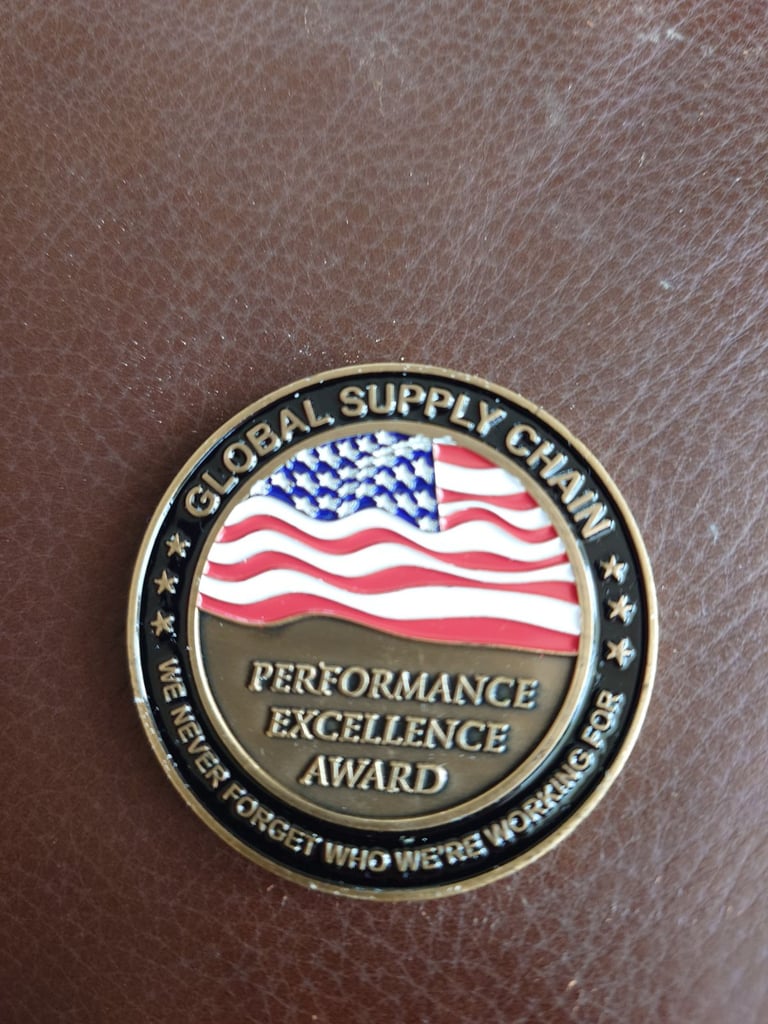 GLOBAL SUPPLY CHAIN
PERFORMANCE
EXCELLENCE
AWARD
WE NEVER FORGET WHO WE'RE WORKING FOR